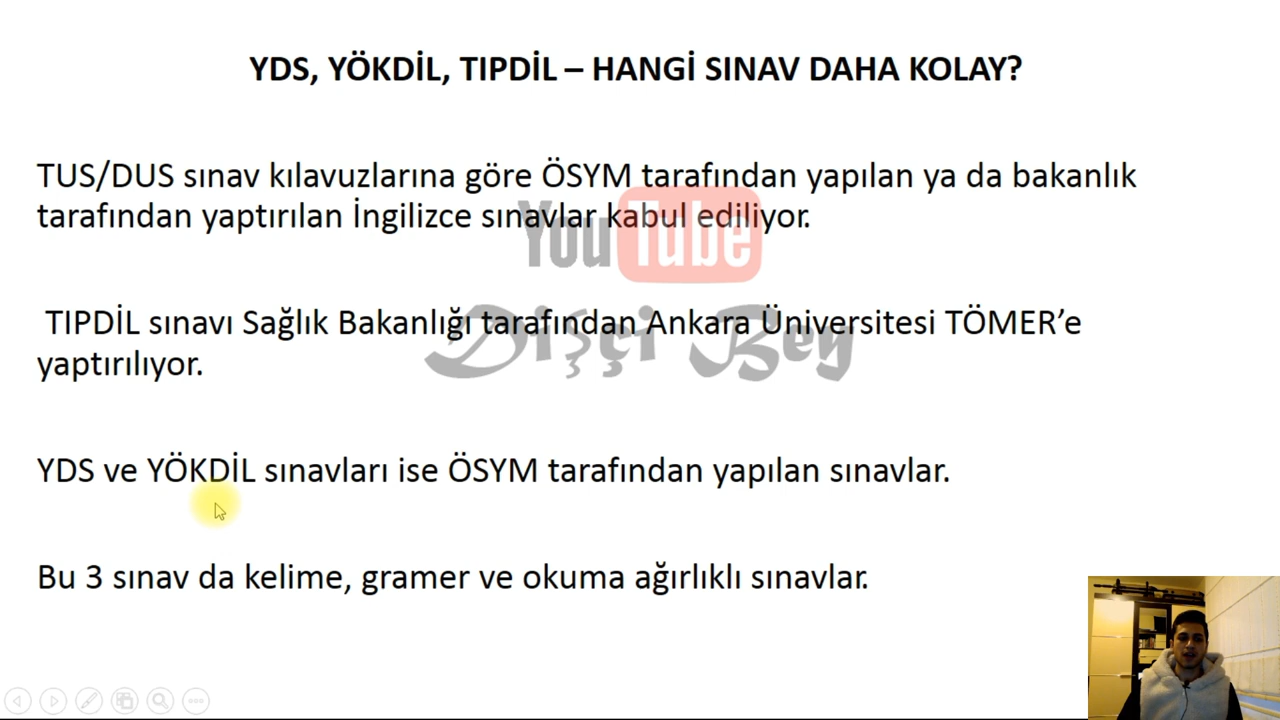 YDS, YÖKDİL, TIPDİL – HANGİ SINAV DAHA KOLAY?
TUS/DUS sınav kılavuzlarına göre ÖSYM tarafından yapılan ya da bakanlık
tarafından yaptırılan İngilizce sınavlar kabul ediliyor.
YouTube
TIPDİL sınavı Sağlık Bakanlığı tarafından Ankara Üniversitesi TÖMER’e
Dişçi Bey
yaptırılıyor.
YDS ve YÖKDİL sınavları ise ÖSYM tarafından yapılan sınavlar.
Bu 3 sınav da kelime, gramer ve okuma ağırlıklı sınavlar.